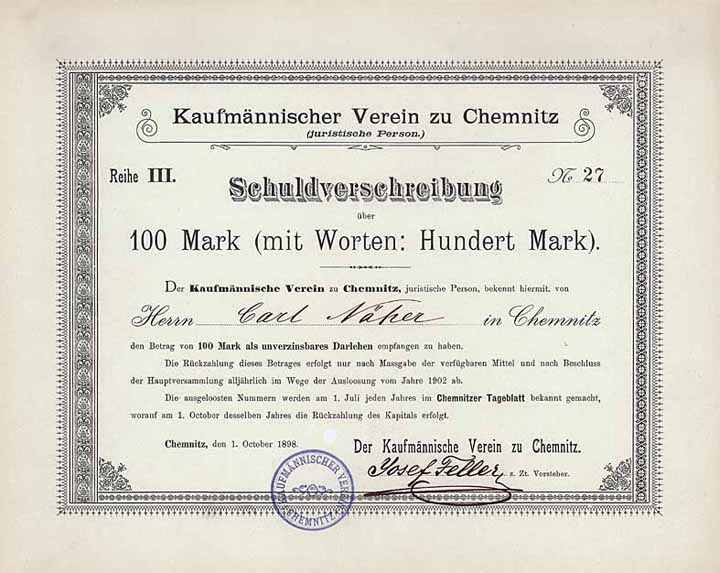 Kaufmännischer Verein zu Chemnitz
(juristische Person.)
Reihe III.
№ 27
Schuldverschreibung
über
100 Mark (mit Worten: Hundert Mark).
Der Kaufmännische Verein zu Chemnitz, juristische Person, bekennt hiermit, von
Herrn Carl Näher in Chemnitz
den Betrag von 100 Mark als unverzinsbares Darlehen empfangen zu haben.
Die Rückzahlung dieses Betrages erfolgt nur nach Massgabe der verfügbaren Mittel und nach Beschluss
der Hauptversammlung alljährlich im Wege der Ausloosung vom Jahre 1902 ab.
Die ausgeloosten Nummern werden am 1. Juli jeden Jahres im Chemnitzer Tageblatt bekannt gemacht,
worauf am 1. October desselben Jahres die Rückzahlung des Kapitals erfolgt.
Chemnitz, den 1. October 1898.
Der Kaufmännische Verein zu Chemnitz.
Josef Feller, z. Zt. Vorsteher.
KAUFMÄNNISCHER VEREIN
CHEMNITZ